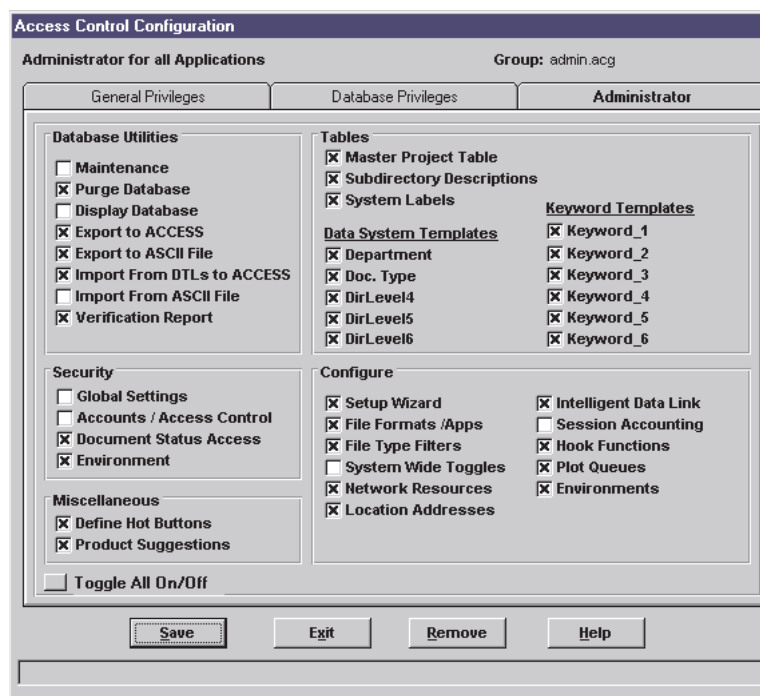 Access Control Configuration
Administrator for all Applications
Group: admin.acg
General Privileges
Database Privileges
Administrator
Database Utilities
Maintenance
Purge Database
Display Database
Export to ACCESS
Export to ASCII File
Import From DTLs to ACCESS
Import From ASCII File
Verification Report
Tables
Master Project Table
Subdirectory Descriptions
System Labels
Data System Templates
Department
Doc. Type
DirLevel4
DirLevel5
DirLevel6
Keyword Templates
Keyword_1
Keyword_2
Keyword_3
Keyword_4
Keyword_5
Keyword_6
Security
Global Settings
Accounts / Access Control
Document Status Access
Environment
Configure
Setup Wizard
File Formats /Apps
File Type Filters
System Wide Toggles
Network Resources
Location Addresses
Intelligent Data Link
Session Accounting
Hook Functions
Plot Queues
Environments
Miscellaneous
Define Hot Buttons
Product Suggestions
Toggle All On/Off
Save
Exit
Remove
Help